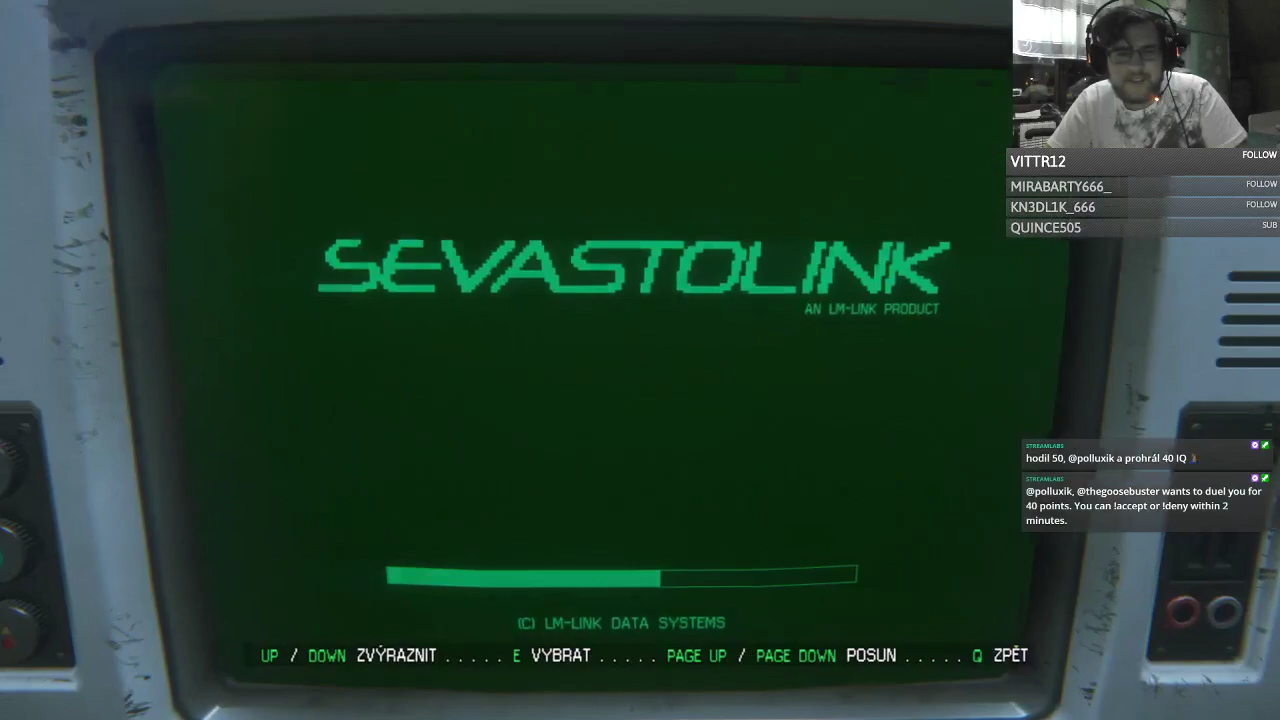 SEVASTOLINK
AN LM-LINK PRODUCT
(C) LM-LINK DATA SYSTEMS
UP / DOWN ZVÝRAZNIT ..... E VYBRAT ..... PAGE UP / PAGE DOWN POSUN ..... Q ZPĚT
VITTR12 FOLLOW
MIRABARTY666_ FOLLOW
KN3DL1K_666 FOLLOW
QUINCE505 SUB
STREAMLABS
hodil 50, @polluxik a prohrál 40 IQ
STREAMLABS
@polluxik, @thegoosebuster wants to duel you for
40 points. You can !accept or !deny within 2
minutes.